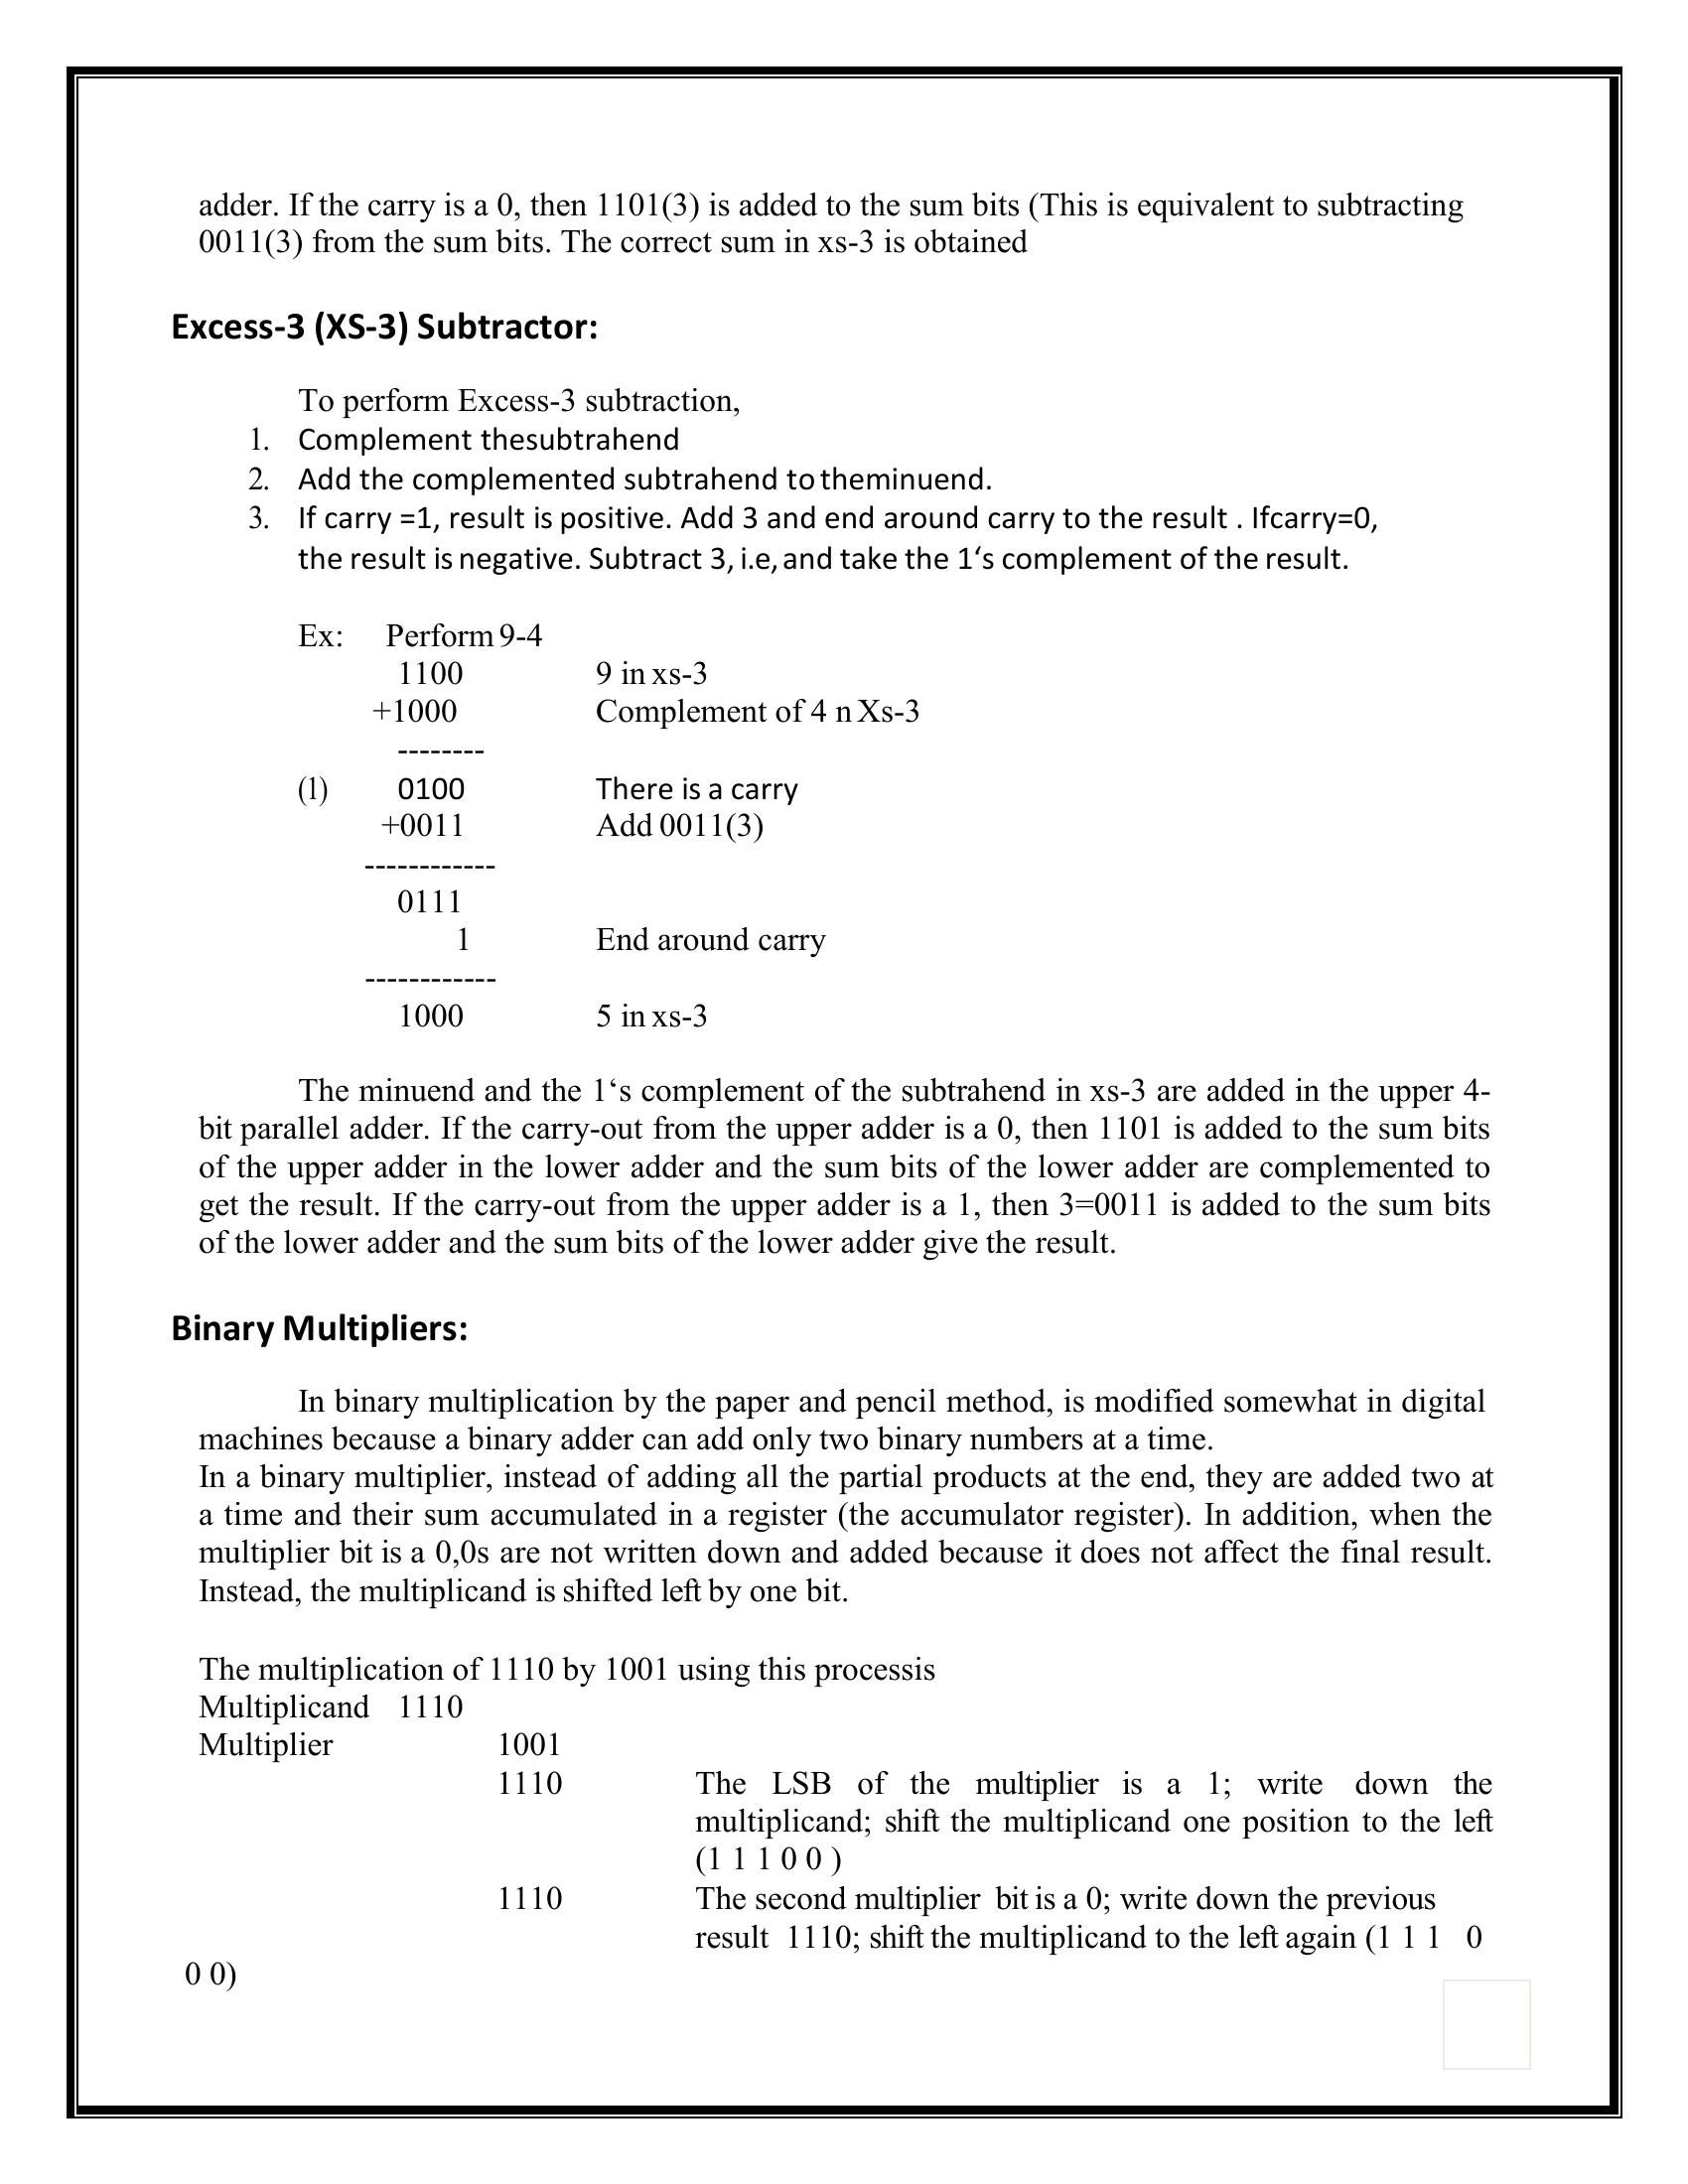 adder. If the carry is a 0, then 1101(3) is added to the sum bits (This is equivalent to subtracting
0011(3) from the sum bits. The correct sum in xs-3 is obtained
Excess-3 (XS-3) Subtractor:
To perform Excess-3 subtraction,
1. Complement thesubtrahend
2. Add the complemented subtrahend to theminuend.
3. If carry =1, result is positive. Add 3 and end around carry to the result . Ifcarry=0,
the result is negative. Subtract 3, i.e, and take the 1‘s complement of the result.
Ex: Perform 9-4
1100 9 in xs-3
+1000 Complement of 4 n Xs-3
--------
(1) 0100 There is a carry
+0011 Add 0011(3)
------------
0111
1 End around carry
------------
1000 5 in xs-3
The minuend and the 1‘s complement of the subtrahend in xs-3 are added in the upper 4-
bit parallel adder. If the carry-out from the upper adder is a 0, then 1101 is added to the sum bits
of the upper adder in the lower adder and the sum bits of the lower adder are complemented to
get the result. If the carry-out from the upper adder is a 1, then 3=0011 is added to the sum bits
of the lower adder and the sum bits of the lower adder give the result.
Binary Multipliers:
In binary multiplication by the paper and pencil method, is modified somewhat in digital
machines because a binary adder can add only two binary numbers at a time.
In a binary multiplier, instead of adding all the partial products at the end, they are added two at
a time and their sum accumulated in a register (the accumulator register). In addition, when the
multiplier bit is a 0,0s are not written down and added because it does not affect the final result.
Instead, the multiplicand is shifted left by one bit.
The multiplication of 1110 by 1001 using this processis
Multiplicand 1110
Multiplier 1001
1110 The LSB of the multiplier is a 1; write down the
multiplicand; shift the multiplicand one position to the left
(1 1 1 0 0 )
1110 The second multiplier bit is a 0; write down the previous
result 1110; shift the multiplicand to the left again (1 1 1 0
0 0)